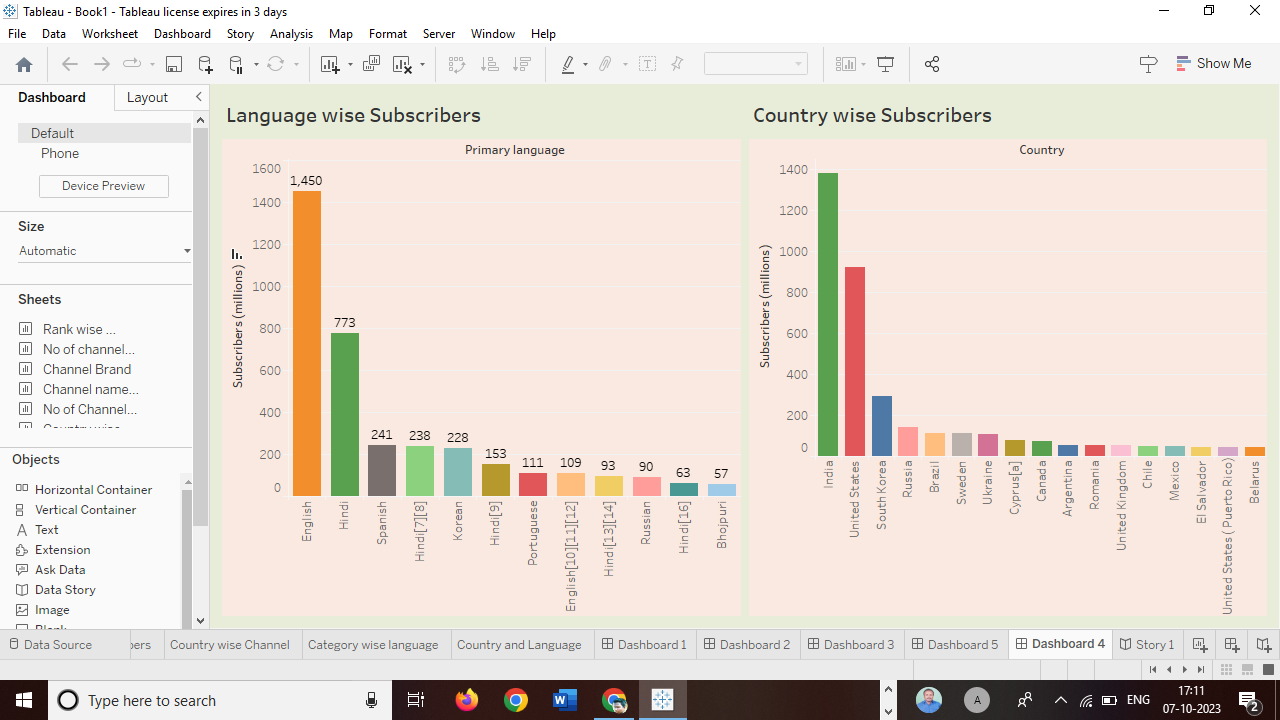 Tableau - Book1 - Tableau license expires in 3 days
File Data Worksheet Dashboard Story Analysis Map Format Server Window Help
Show Me
Dashboard Layout
Default
Phone
Device Preview
Size
Automatic
Sheets
Rank wise ...
No of channel...
Channel Brand
Channel name...
No of Channel...
Objects
Horizontal Container
Vertical Container
Text
Extension
Ask Data
Data Story
Image
Blank
Language wise Subscribers
Primary language
Subscribers (millions)
1600
1400
1200
1000
800
600
400
200
0
1,450
773
241
238
228
153
111
109
93
90
63
57
English
Hindi
Spanish
Hindi[7][8]
Korean
Hindi[9]
Portuguese
English[10][11][12]
Hindi[13][14]
Russian
Hindi[16]
Bhojpuri
Country wise Subscribers
Country
Subscribers (millions)
1400
1200
1000
800
600
400
200
0
India
United States
South Korea
Russia
Brazil
Sweden
Ukraine
Cyprus[a]
Canada
Argentina
Romania
United Kingdom
Chile
Mexico
El Salvador
United States ( Puerto Rico)
Belarus
Data Source bers Country wise Channel Category wise language Country and Language Dashboard 1 Dashboard 2 Dashboard 3 Dashboard 5 Dashboard 4 Story 1
Type here to search
W
A
ENG
17:11
07-10-2023
2